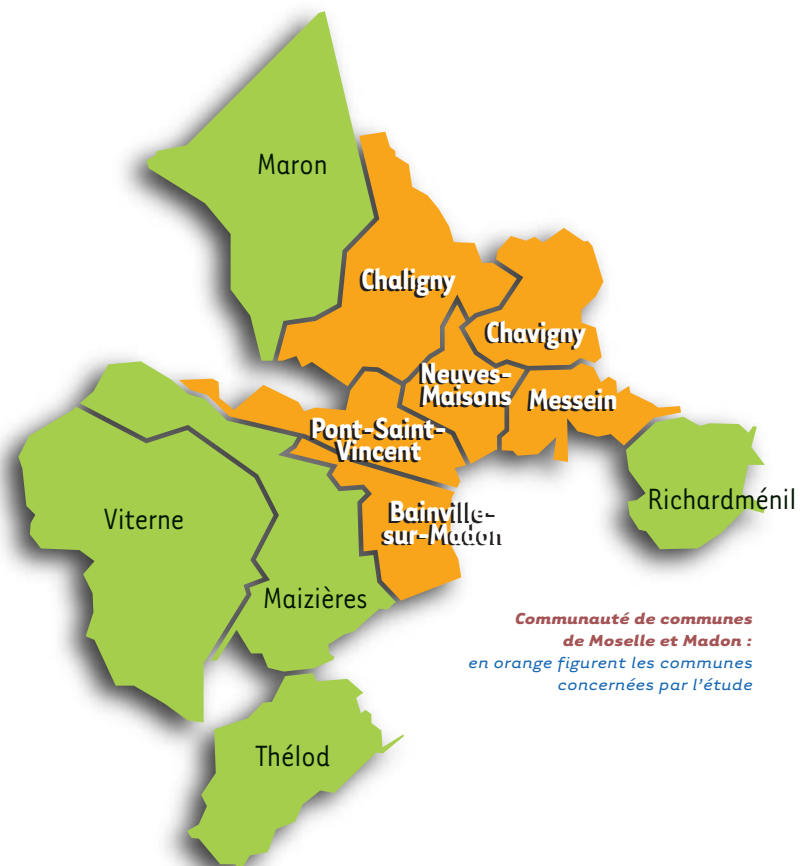 Maron
Chaligny
Chavigny
Neuves-
Maisons
Messein
Pont-Saint-
Vincent
Richardménil
Viterne
Bainville-
sur-Madon
Maizières
Communauté de communes
de Moselle et Madon :
en orange figurent les communes
concernées par l'étude
Thélod